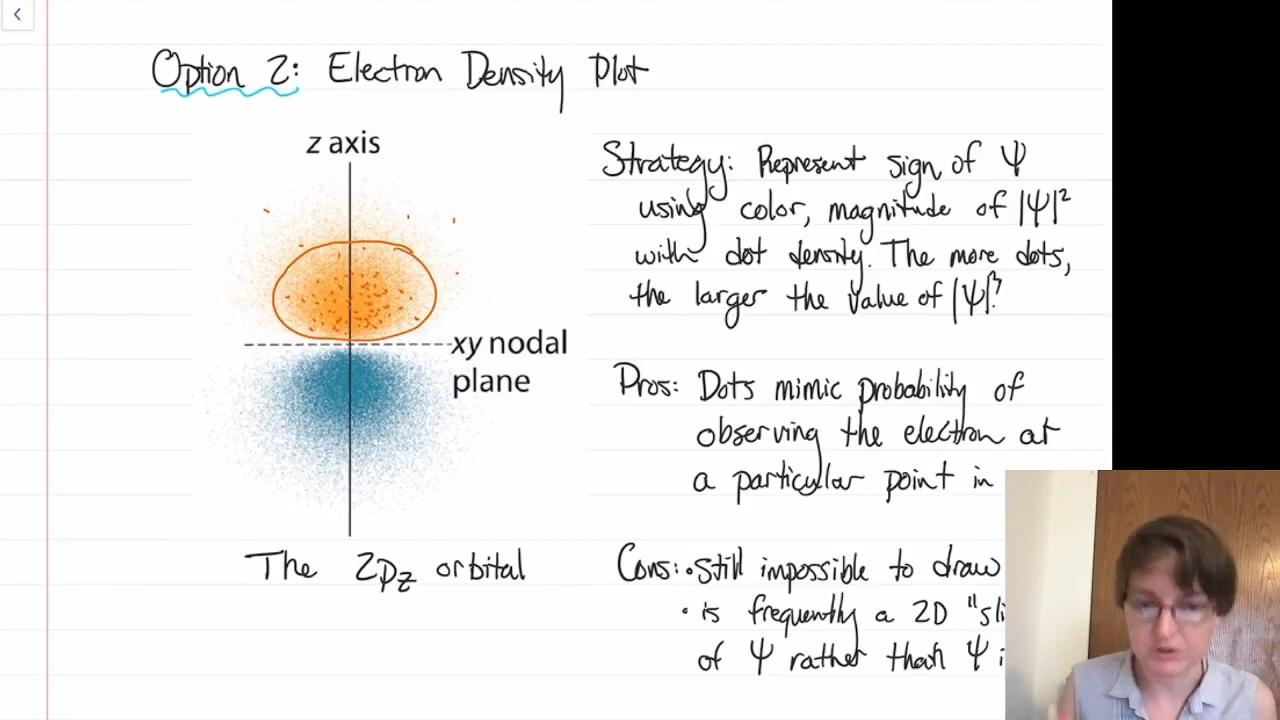 Option 2: Electron Density Plot
z axis
xy nodal
plane
The 2pz orbital
Strategy: Represent sign of Ψ
using color, magnitude of |Ψ|²
with dot density. The more dots,
the larger the value of |Ψ|².
Pros: Dots mimic probability of
observing the electron at
a particular point in
Cons: • Still impossible to draw
• is frequently a 2D "sli
of Ψ rather than Ψ i